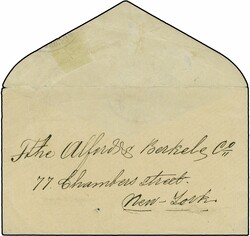 The Alford & Berkele Co
77 Chambers street.
New-York.